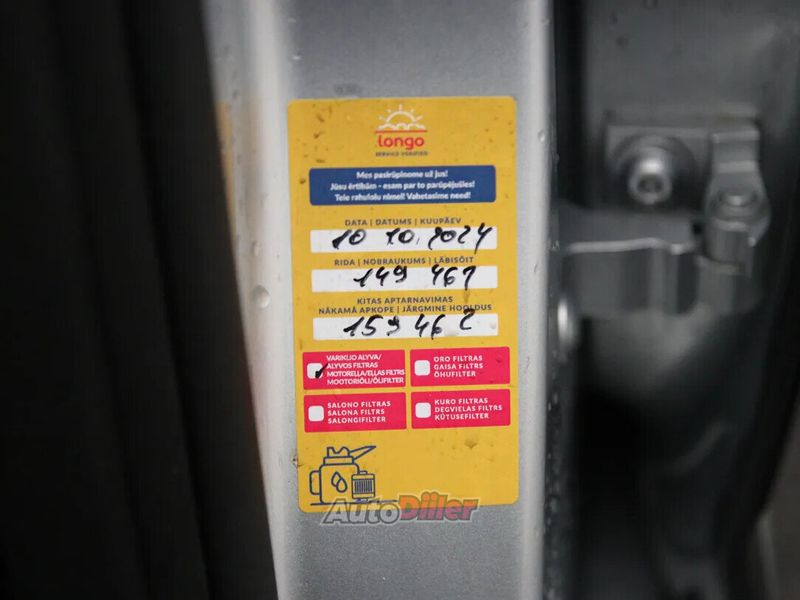 longo
SERVICE VERIFIED
Mes pasirūpinome už jus!
Jūsu ērtībām - esam par to parūpējušies!
Teie rahulolu nimel! Vahetasime need!
DATA | DATUMS | KUUPÄEV
10 10.2024
RIDA | NOBRAUKUMS | LÄBISÕIT
149 467
KITAS APTARNAVIMAS
NĀKAMĀ APKOPE | JÄRGMINE HOOLDUS
159 462
VARIKLIO ALYVA/
ALYVOS FILTRAS
MOTOREĻĻA/EĻĻAS FILTRS
MOOTORIÕLI/ÕLIFILTER
ORO FILTRAS
GAISA FILTRS
ÕHUFILTER
SALONO FILTRAS
SALONA FILTRS
SALONGIFILTER
KURO FILTRAS
DEGVIELAS FILTRS
KÜTUSEFILTER
AutoDiiler